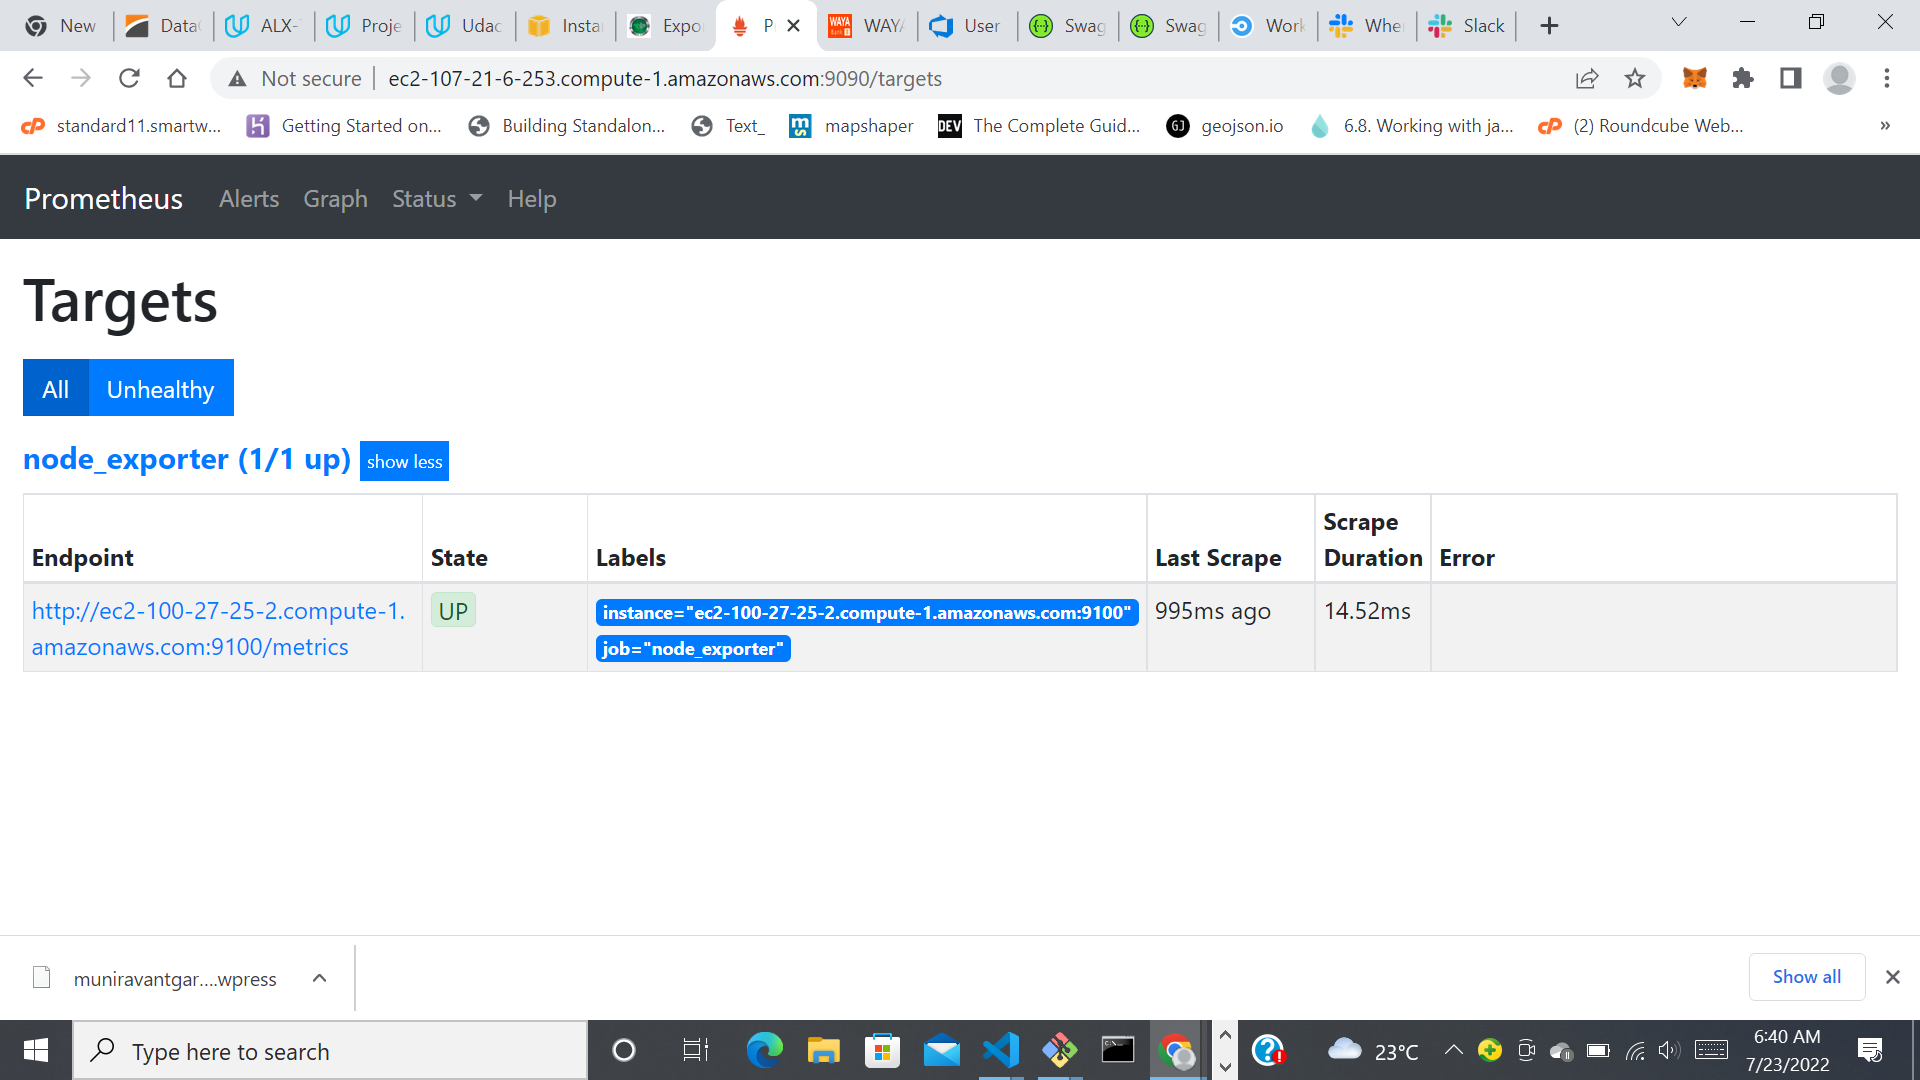 New
Data
ALX-
Proje
Udac
Instan
Expo
P
WAYA
User
Swag
Swag
Work
Whe
Slack
Not secure
ec2-107-21-6-253.compute-1.amazonaws.com:9090/targets
standard11.smartw...
Getting Started on...
Building Standalon...
Text_
ms
mapshaper
DEV
The Complete Guid...
GJ
geojson.io
6.8. Working with ja...
(2) Roundcube Web...
»
Prometheus
Alerts
Graph
Status
Help
Targets
All
Unhealthy
node_exporter (1/1 up)
show less
Endpoint
State
Labels
Last Scrape
Scrape
Duration
Error
http://ec2-100-27-25-2.compute-1.
amazonaws.com:9100/metrics
UP
instance="ec2-100-27-25-2.compute-1.amazonaws.com:9100"
job="node_exporter"
995ms ago
14.52ms
muniravantgar....wpress
Show all
Type here to search
23°C
6:40 AM
7/23/2022